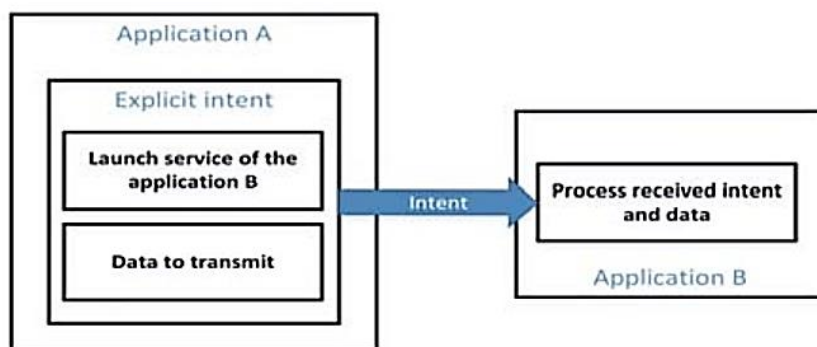 Application A
Explicit intent
Launch service of the
application B
Data to transmit
Intent
Process received intent
and data
Application B